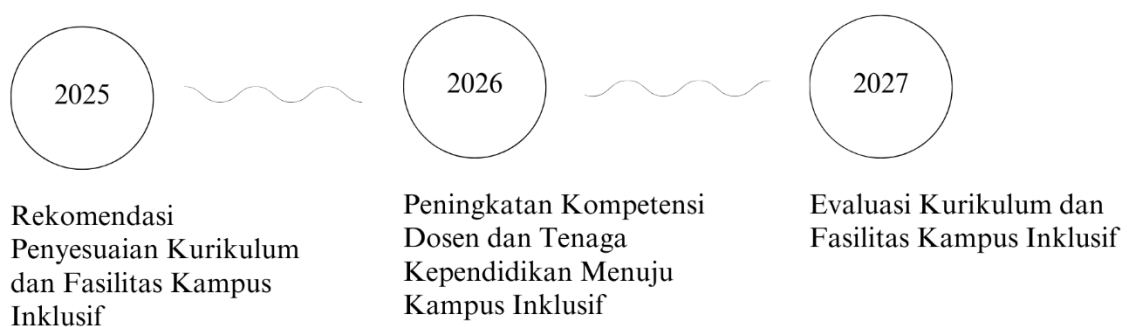 2025
Rekomendasi
Penyesuaian Kurikulum
dan Fasilitas Kampus
Inklusif
2026
Peningkatan Kompetensi
Dosen dan Tenaga
Kependidikan Menuju
Kampus Inklusif
2027
Evaluasi Kurikulum dan
Fasilitas Kampus Inklusif